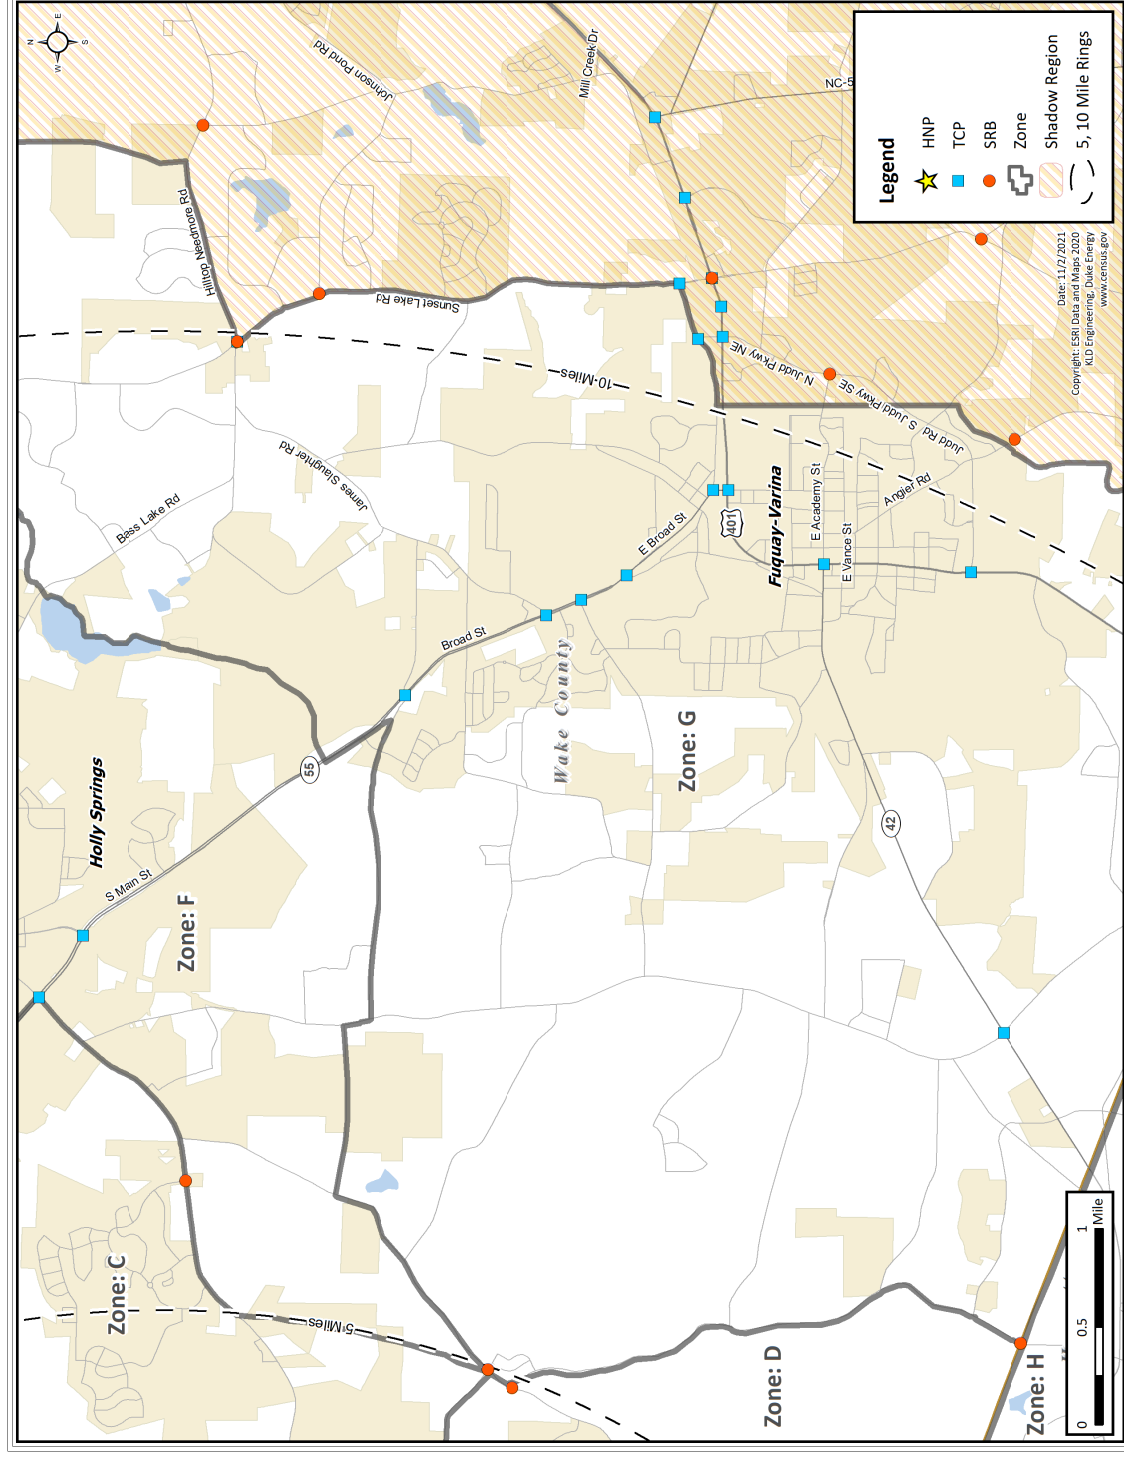 N
E
S
W
Johnson Pond Rd
Mill Creek Dr
NC-5
Hilltop Needmore Rd
Sunset Lake Rd
10 Miles
N Judd Pkwy NE
S Judd Pkwy SE
Judd Rd
James Slaughter Rd
Bass Lake Rd
E Broad St
401
Fuquay-Varina
E Academy St
E Vance St
Angier Rd
Broad St
Wake County
55
Holly Springs
S Main St
Zone: F
Zone: G
42
Zone: C
5 Miles
Zone: D
Zone: H
Legend
HNP
TCP
SRB
Zone
Shadow Region
5, 10 Mile Rings
Date: 11/2/2021
Copyright: ESRI Data and Maps 2020
KLD Engineering, Duke Energy
www.census.gov
0 0.5 1
Mile